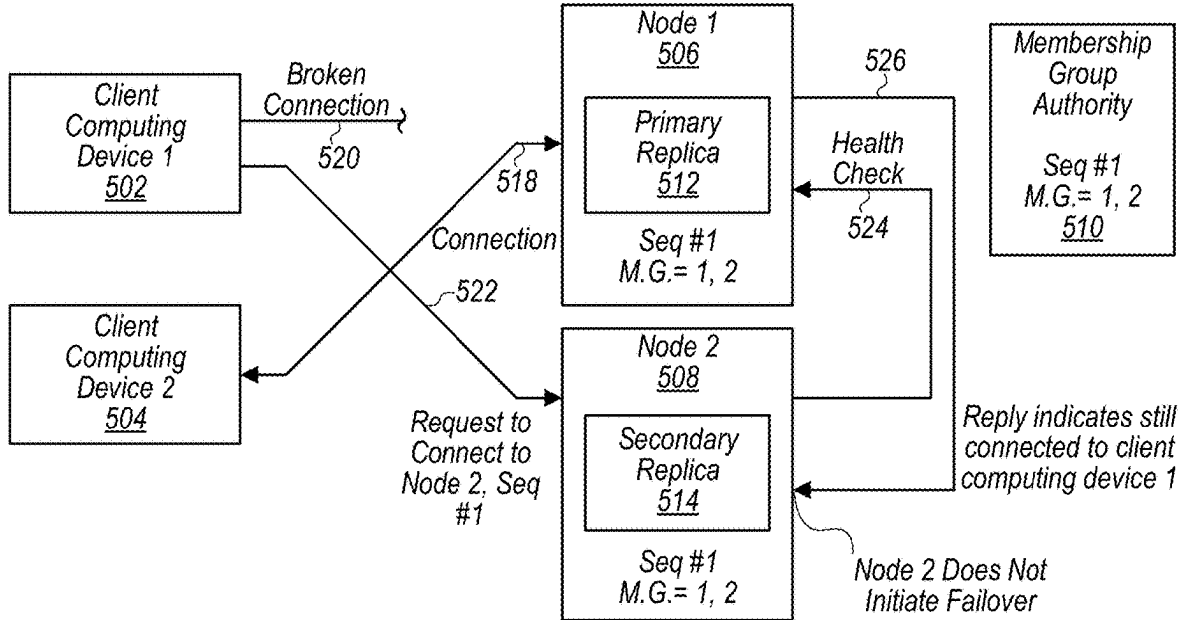 Client
Computing
Device 1
502
Broken
Connection
520
Node 1
506
Primary
Replica
512
Seq #1
M.G.= 1, 2
526
Health
Check
524
Membership
Group
Authority
Seq #1
M.G.= 1, 2
510
518
Connection
522
Client
Computing
Device 2
504
Request to
Connect to
Node 2, Seq
#1
Node 2
508
Secondary
Replica
514
Seq #1
M.G.= 1, 2
Reply indicates still
connected to client
computing device 1
Node 2 Does Not
Initiate Failover